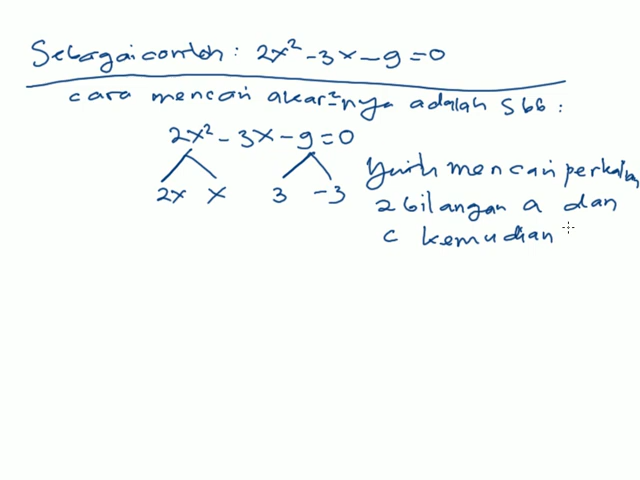 Sebagai contoh : 2x² - 3x - 9 = 0
cara mencari akar²nya adalah sbb :
2x² - 3x - 9 = 0
2x x 3 -3
yaitu mencari perkalian
2 bilangan a dan
c kemudian